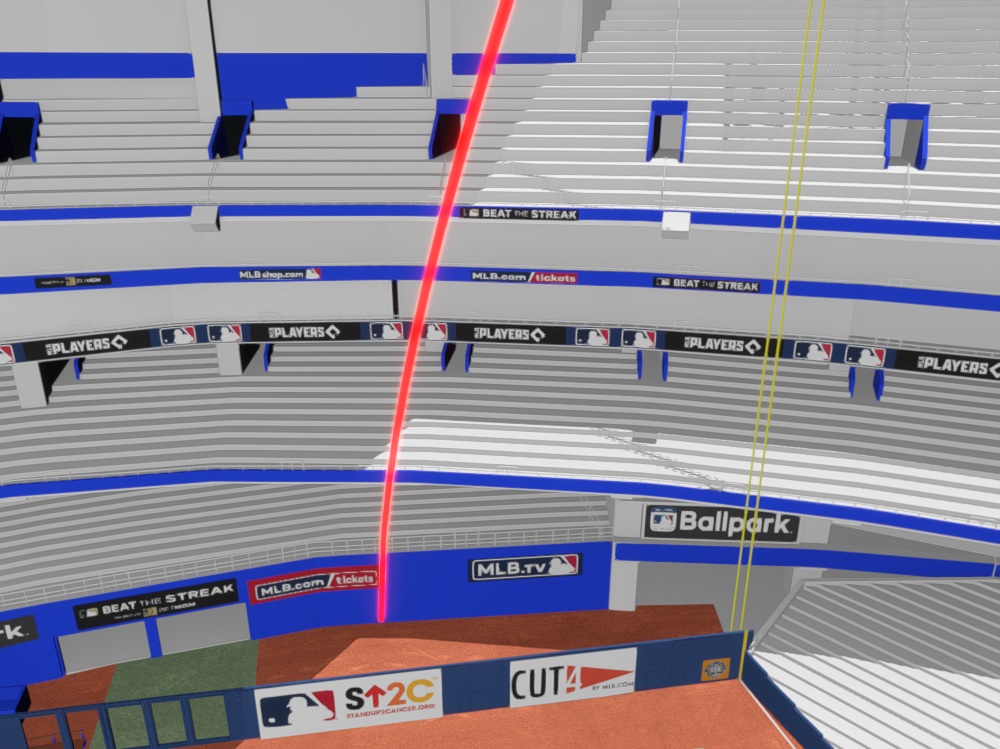 BEAT THE STREAK
MLBshop.com
MLB.com/tickets
BEAT THE STREAK
PLAYERS
PLAYERS
PLAYERS
PLAYERS
PLAYERS
Ballpark
MLB.TV
MLB.com/tickets
BEAT THE STREAK
k.
S↑2C
STANDUP2CANCER.ORG
CUT4
BY MLB.COM